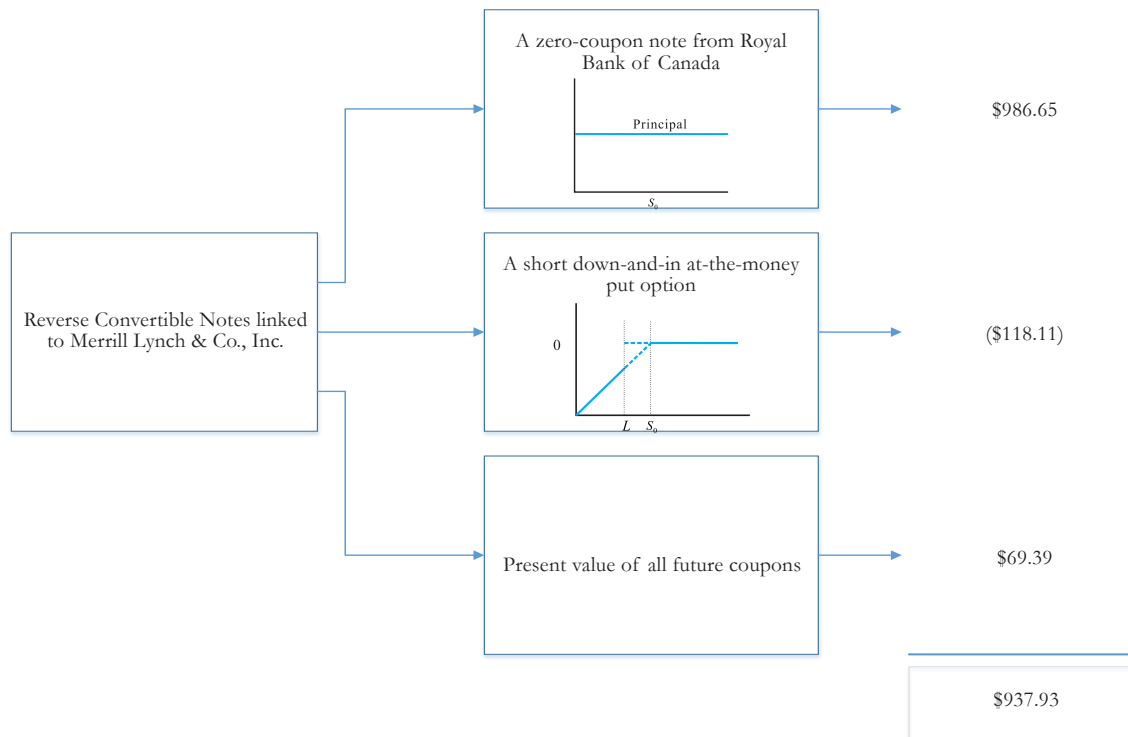 A zero-coupon note from Royal
Bank of Canada
Principal
S₀
$986.65
Reverse Convertible Notes linked
to Merrill Lynch & Co., Inc.
A short down-and-in at-the-money
put option
0
L S₀
($118.11)
Present value of all future coupons
$69.39
$937.93